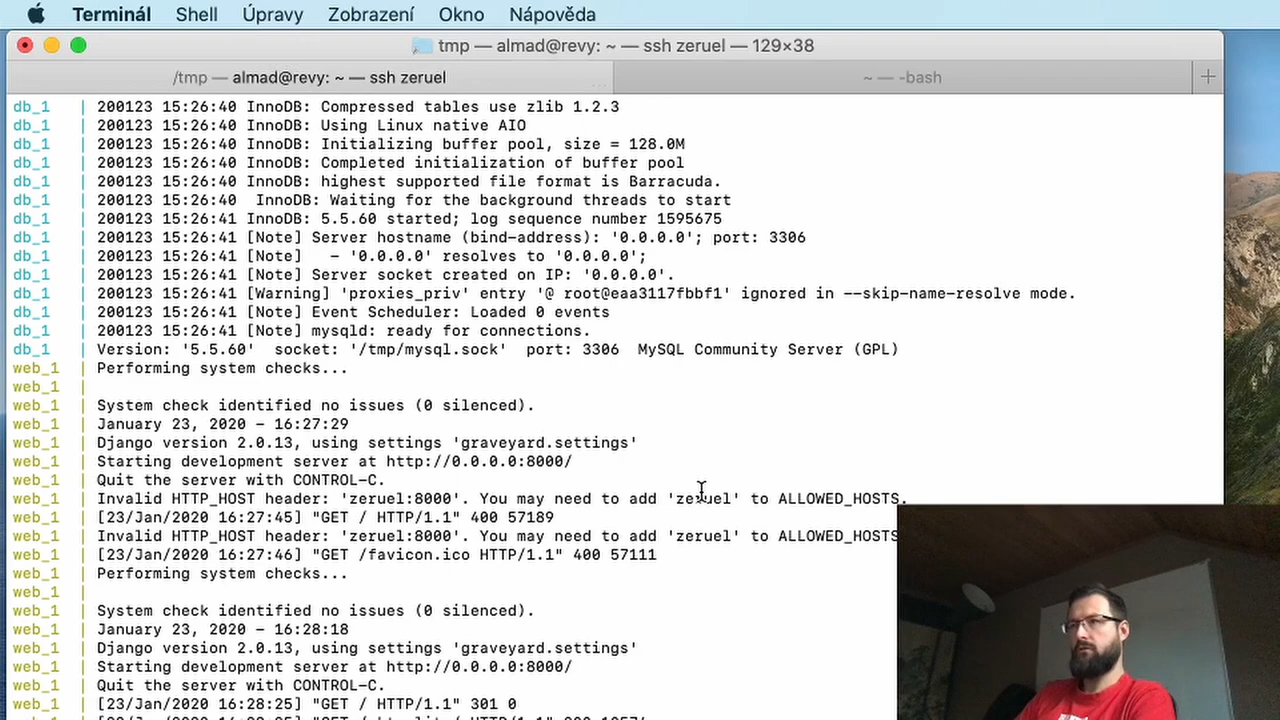 Terminál Shell Úpravy Zobrazení Okno Nápověda
tmp — almad@revy: ~ — ssh zeruel — 129×38
/tmp — almad@revy: ~ — ssh zeruel ... ~ — -bash +
db_1 | 200123 15:26:40 InnoDB: Compressed tables use zlib 1.2.3
db_1 | 200123 15:26:40 InnoDB: Using Linux native AIO
db_1 | 200123 15:26:40 InnoDB: Initializing buffer pool, size = 128.0M
db_1 | 200123 15:26:40 InnoDB: Completed initialization of buffer pool
db_1 | 200123 15:26:40 InnoDB: highest supported file format is Barracuda.
db_1 | 200123 15:26:40  InnoDB: Waiting for the background threads to start
db_1 | 200123 15:26:41 InnoDB: 5.5.60 started; log sequence number 1595675
db_1 | 200123 15:26:41 [Note] Server hostname (bind-address): '0.0.0.0'; port: 3306
db_1 | 200123 15:26:41 [Note]   - '0.0.0.0' resolves to '0.0.0.0';
db_1 | 200123 15:26:41 [Note] Server socket created on IP: '0.0.0.0'.
db_1 | 200123 15:26:41 [Warning] 'proxies_priv' entry '@ root@eaa3117fbbf1' ignored in --skip-name-resolve mode.
db_1 | 200123 15:26:41 [Note] Event Scheduler: Loaded 0 events
db_1 | 200123 15:26:41 [Note] mysqld: ready for connections.
db_1 | Version: '5.5.60'  socket: '/tmp/mysql.sock'  port: 3306  MySQL Community Server (GPL)
web_1 | Performing system checks...
web_1 |
web_1 | System check identified no issues (0 silenced).
web_1 | January 23, 2020 - 16:27:29
web_1 | Django version 2.0.13, using settings 'graveyard.settings'
web_1 | Starting development server at http://0.0.0.0:8000/
web_1 | Quit the server with CONTROL-C.
web_1 | Invalid HTTP_HOST header: 'zeruel:8000'. You may need to add 'zeruel' to ALLOWED_HOSTS.
web_1 | [23/Jan/2020 16:27:45] "GET / HTTP/1.1" 400 57189
web_1 | Invalid HTTP_HOST header: 'zeruel:8000'. You may need to add 'zeruel' to ALLOWED_HOSTS
web_1 | [23/Jan/2020 16:27:46] "GET /favicon.ico HTTP/1.1" 400 57111
web_1 | Performing system checks...
web_1 |
web_1 | System check identified no issues (0 silenced).
web_1 | January 23, 2020 - 16:28:18
web_1 | Django version 2.0.13, using settings 'graveyard.settings'
web_1 | Starting development server at http://0.0.0.0:8000/
web_1 | Quit the server with CONTROL-C.
web_1 | [23/Jan/2020 16:28:25] "GET / HTTP/1.1" 301 0